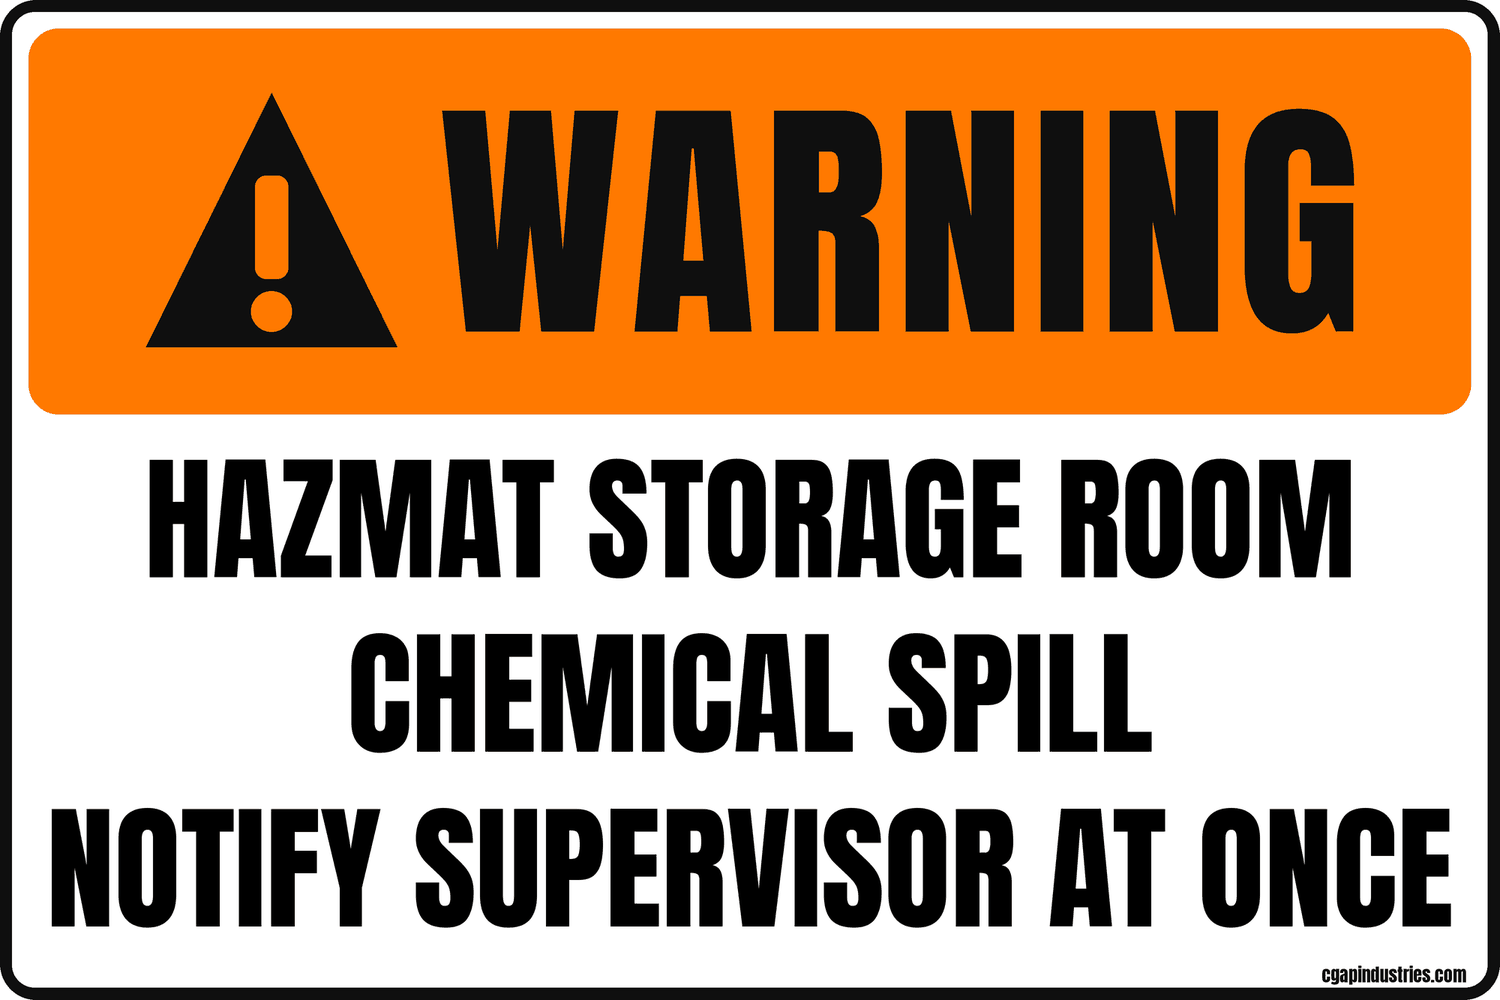 WARNING
HAZMAT STORAGE ROOM
CHEMICAL SPILL
NOTIFY SUPERVISOR AT ONCE
cgapindustries.com